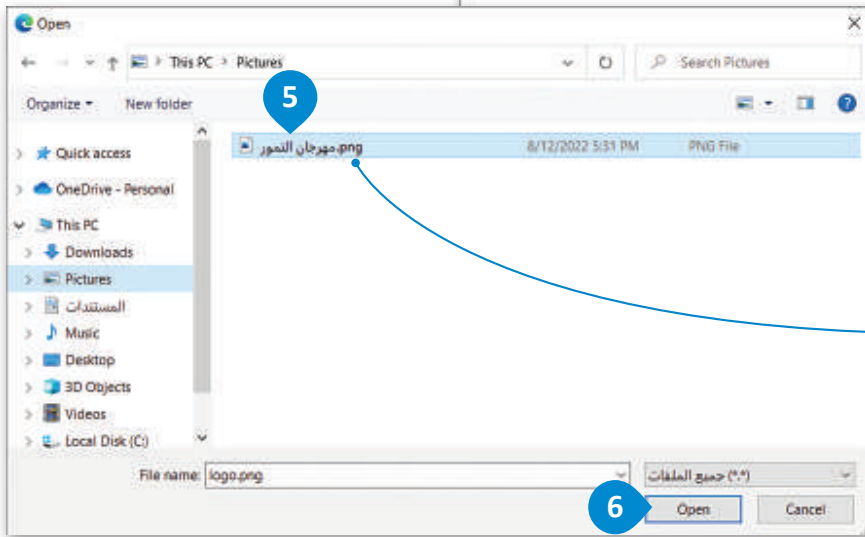 Open
This PC > Pictures
Search Pictures
Organize
New folder
5
مهرجان التمور.png
8/12/2022 5:31 PM
PNG File
Quick access
OneDrive - Personal
This PC
Downloads
Pictures
المستندات
Music
Desktop
3D Objects
Videos
Local Disk (C:)
File name: logo.png
جميع الملفات (*.*)
6
Open
Cancel